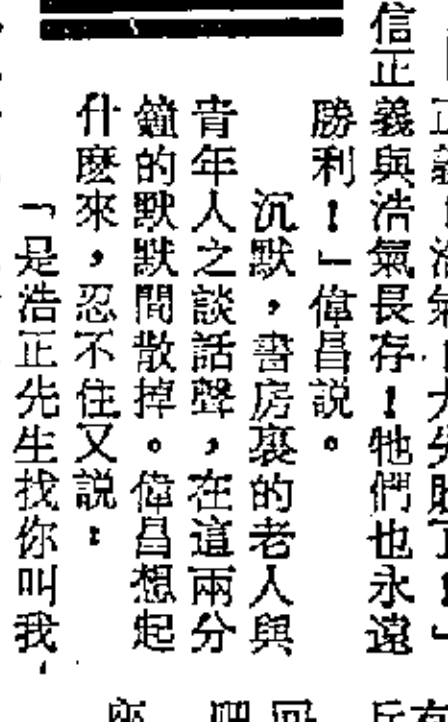 信正義與浩氣長存！牠們也永遠
勝利！」偉昌說。
沉默，書房裏的老人與
青年人之談話聲，在這兩分
鐘的默默間散掉。偉昌想起
什麼來，忍不住又說：
「是浩正先生找你叫我，